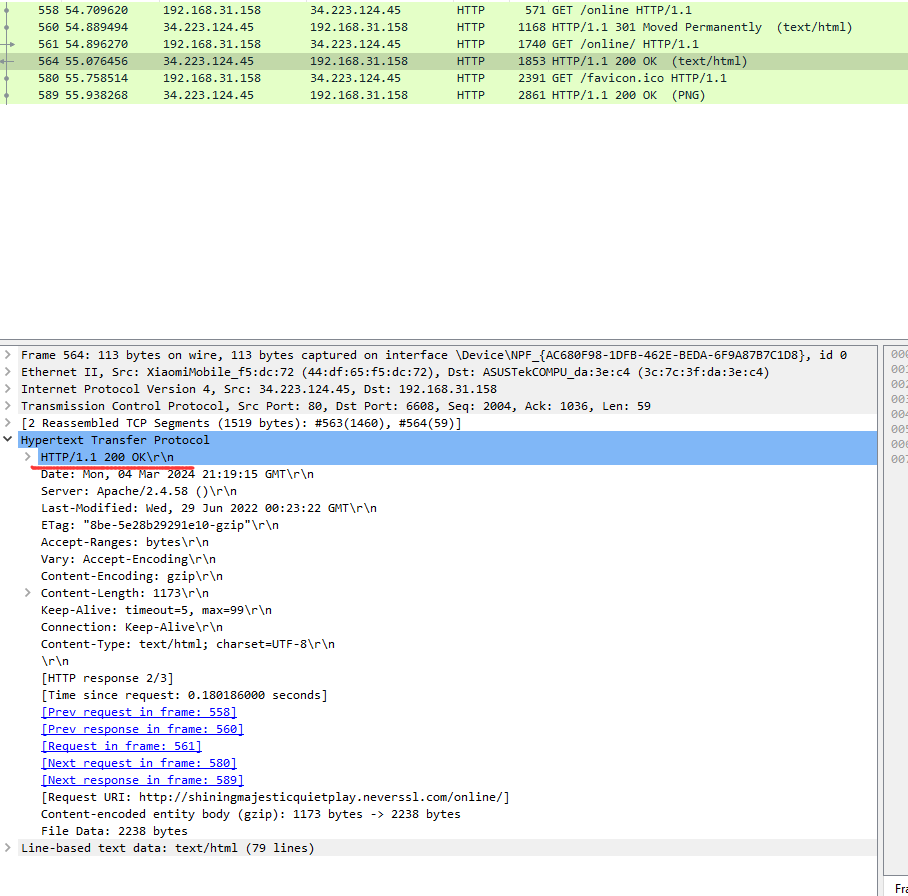 558 54.709620 192.168.31.158 34.223.124.45 HTTP 571 GET /online HTTP/1.1
560 54.889494 34.223.124.45 192.168.31.158 HTTP 1168 HTTP/1.1 301 Moved Permanently (text/html)
561 54.896270 192.168.31.158 34.223.124.45 HTTP 1740 GET /online/ HTTP/1.1
564 55.076456 34.223.124.45 192.168.31.158 HTTP 1853 HTTP/1.1 200 OK (text/html)
580 55.758514 192.168.31.158 34.223.124.45 HTTP 2391 GET /favicon.ico HTTP/1.1
589 55.938268 34.223.124.45 192.168.31.158 HTTP 2861 HTTP/1.1 200 OK (PNG)
Frame 564: 113 bytes on wire, 113 bytes captured on interface \Device\NPF_{AC680F98-1DFB-462E-BEDA-6F9A87B7C1D8}, id 0
Ethernet II, Src: XiaomiMobile_f5:dc:72 (44:df:65:f5:dc:72), Dst: ASUSTekCOMPU_da:3e:c4 (3c:7c:3f:da:3e:c4)
Internet Protocol Version 4, Src: 34.223.124.45, Dst: 192.168.31.158
Transmission Control Protocol, Src Port: 80, Dst Port: 6608, Seq: 2004, Ack: 1036, Len: 59
[2 Reassembled TCP Segments (1519 bytes): #563(1460), #564(59)]
Hypertext Transfer Protocol
HTTP/1.1 200 OK\r\n
Date: Mon, 04 Mar 2024 21:19:15 GMT\r\n
Server: Apache/2.4.58 ()\r\n
Last-Modified: Wed, 29 Jun 2022 00:23:22 GMT\r\n
ETag: "8be-5e28b29291e10-gzip"\r\n
Accept-Ranges: bytes\r\n
Vary: Accept-Encoding\r\n
Content-Encoding: gzip\r\n
Content-Length: 1173\r\n
Keep-Alive: timeout=5, max=99\r\n
Connection: Keep-Alive\r\n
Content-Type: text/html; charset=UTF-8\r\n
\r\n
[HTTP response 2/3]
[Time since request: 0.180186000 seconds]
[Prev request in frame: 558]
[Prev response in frame: 560]
[Request in frame: 561]
[Next request in frame: 580]
[Next response in frame: 589]
[Request URI: http://shiningmajesticquietplay.neverssl.com/online/]
Content-encoded entity body (gzip): 1173 bytes -> 2238 bytes
File Data: 2238 bytes
Line-based text data: text/html (79 lines)